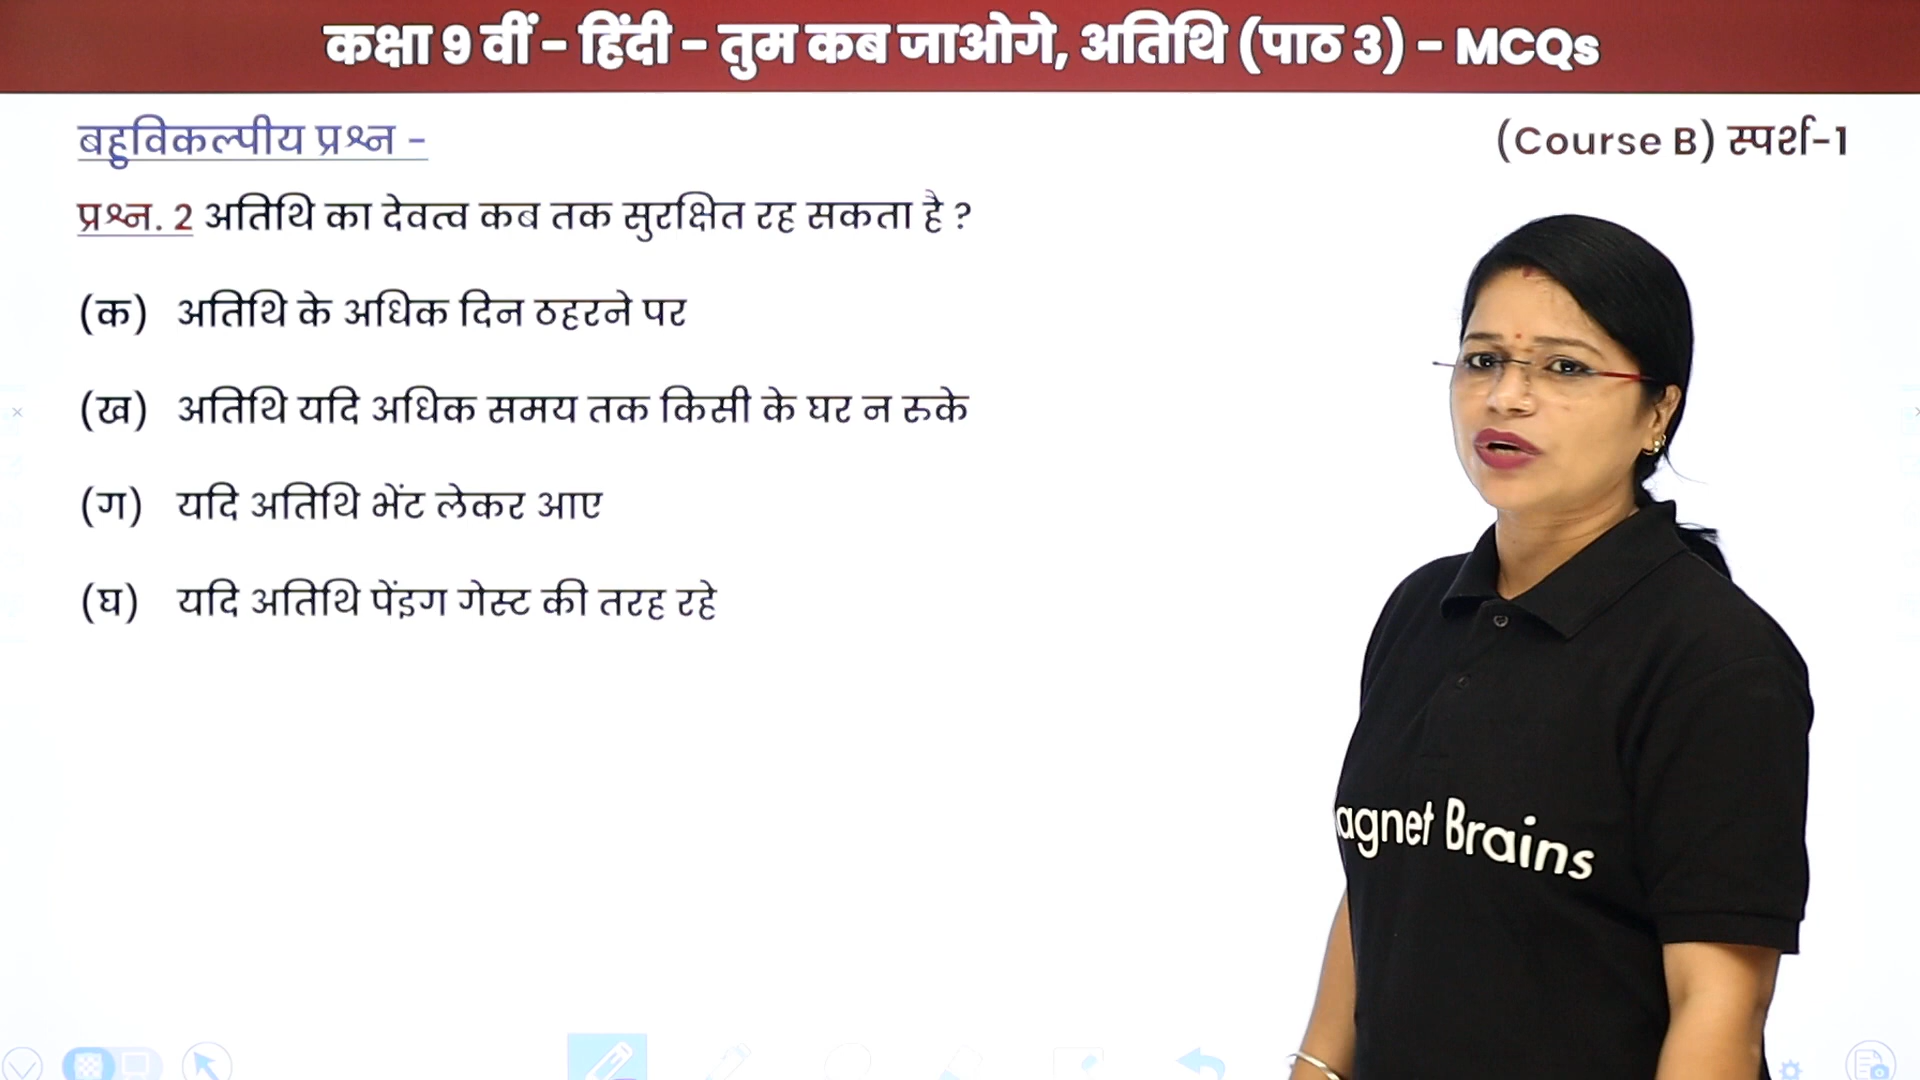 कक्षा 9 वीं – हिंदी – तुम कब जाओगे, अतिथि (पाठ 3) – MCQs
बहुविकल्पीय प्रश्न –
(Course B) स्पर्श-1
प्रश्न. 2 अतिथि का देवत्व कब तक सुरक्षित रह सकता है ?
(क) अतिथि के अधिक दिन ठहरने पर
(ख) अतिथि यदि अधिक समय तक किसी के घर न रुके
(ग) यदि अतिथि भेंट लेकर आए
(घ) यदि अतिथि पेंइग गेस्ट की तरह रहे
agnet Brains